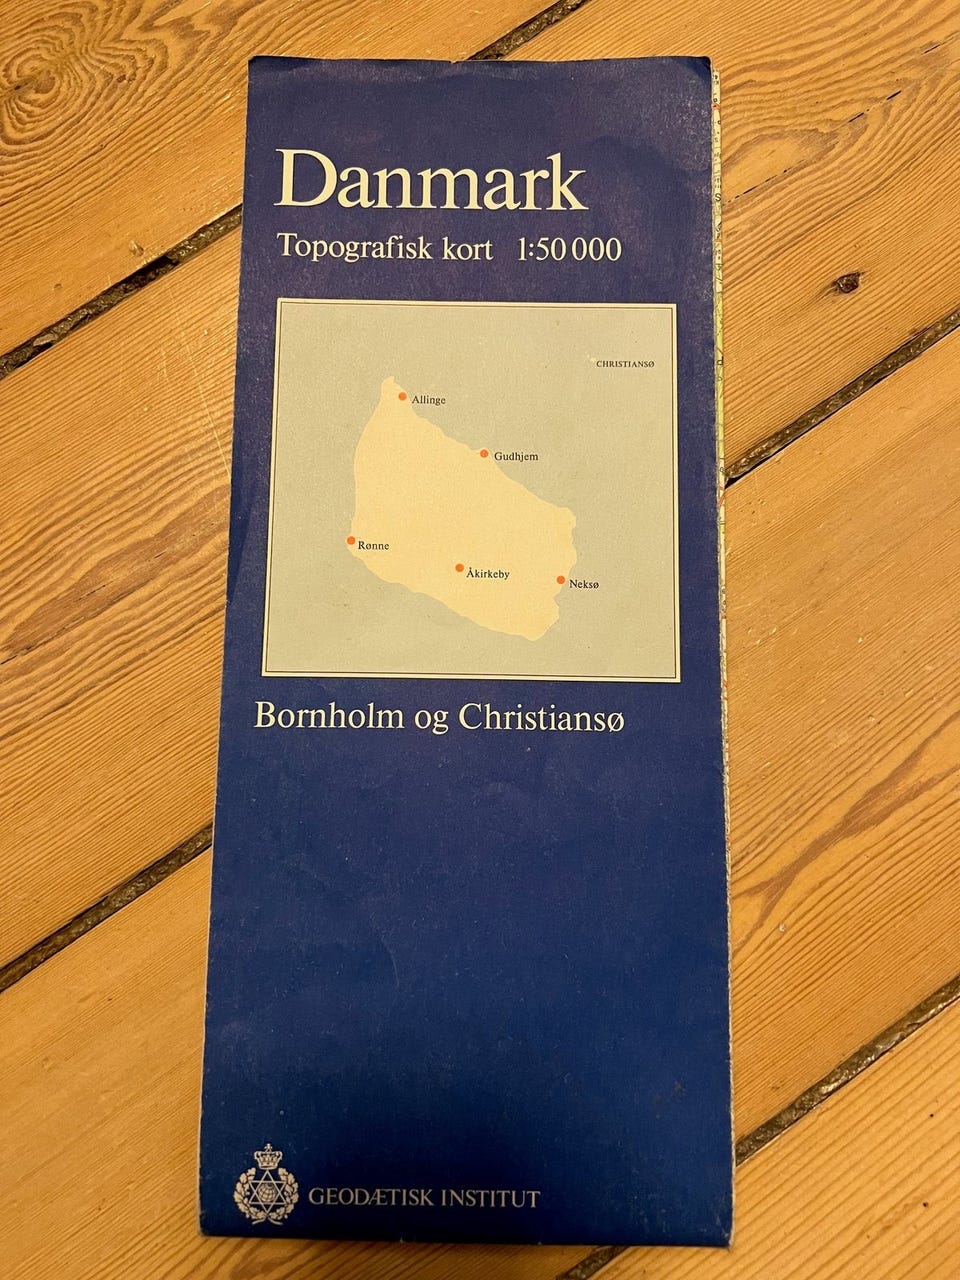 Danmark
Topografisk kort 1:50 000
CHRISTIANSØ
Allinge
Gudhjem
Rønne
Åkirkeby
Neksø
Bornholm og Christiansø
GEODÆTISK INSTITUT